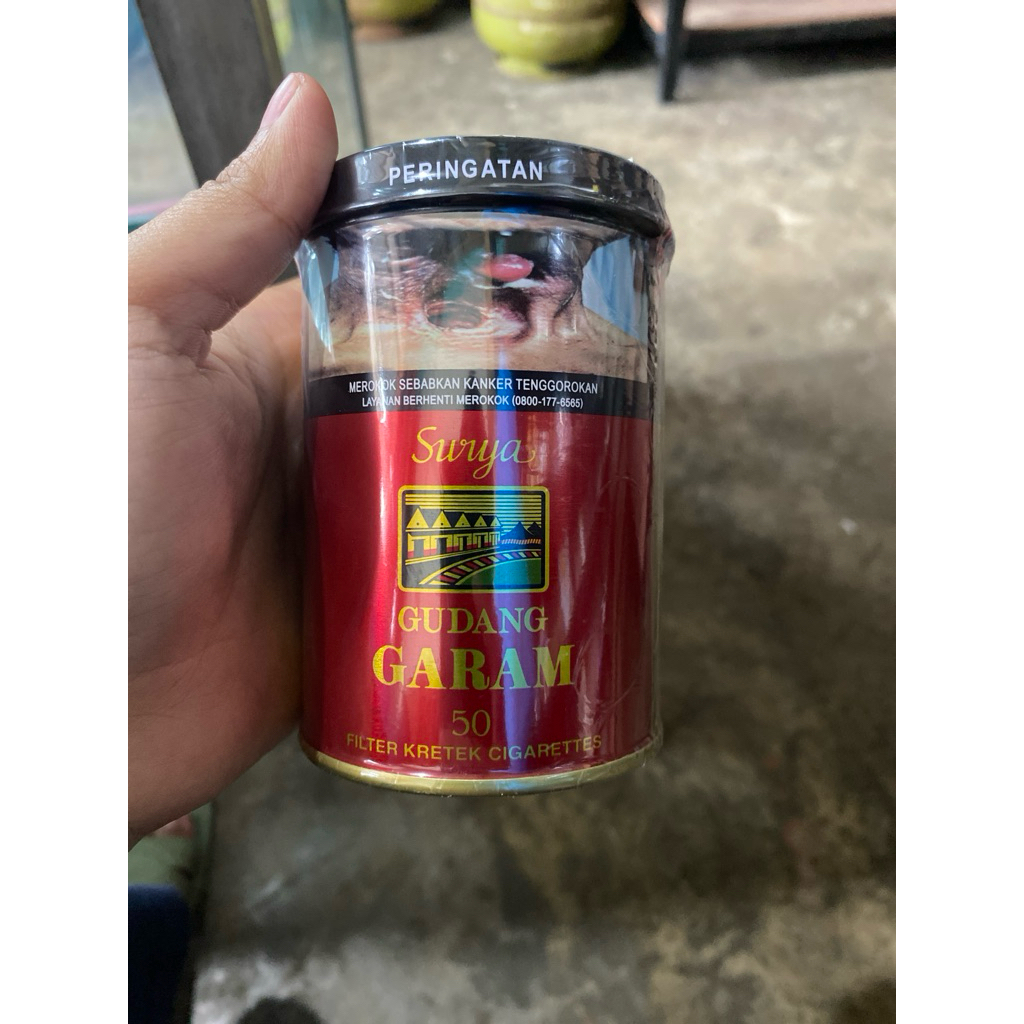 PERINGATAN
MEROKOK SEBABKAN KANKER TENGGOROKAN
LAYANAN BERHENTI MEROKOK (0800-177-6565)
Surya
GUDANG
GARAM
50
FILTER KRETEK CIGARETTES